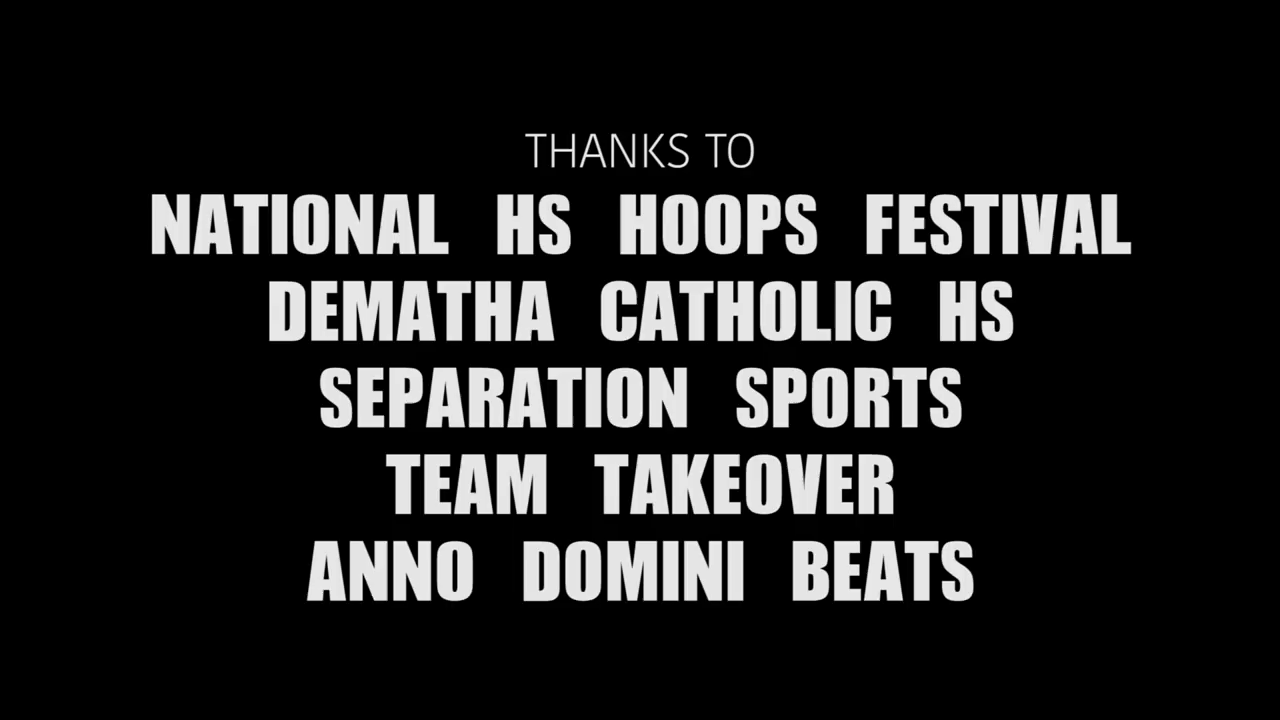 THANKS TO
NATIONAL HS HOOPS FESTIVAL
DEMATHA CATHOLIC HS
SEPARATION SPORTS
TEAM TAKEOVER
ANNO DOMINI BEATS